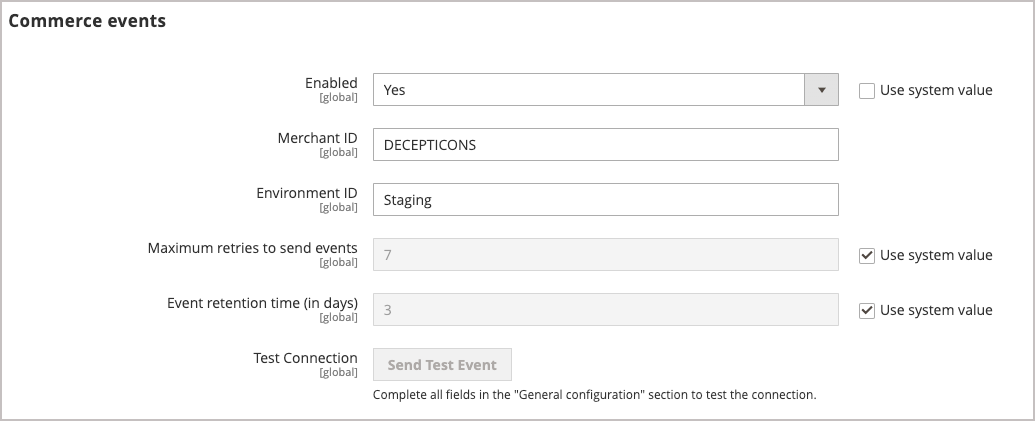 Commerce events
Enabled
[global]
Yes
Use system value
Merchant ID
[global]
DECEPTICONS
Environment ID
[global]
Staging
Maximum retries to send events
[global]
7
Use system value
Event retention time (in days)
[global]
3
Use system value
Test Connection
[global]
Send Test Event
Complete all fields in the "General configuration" section to test the connection.